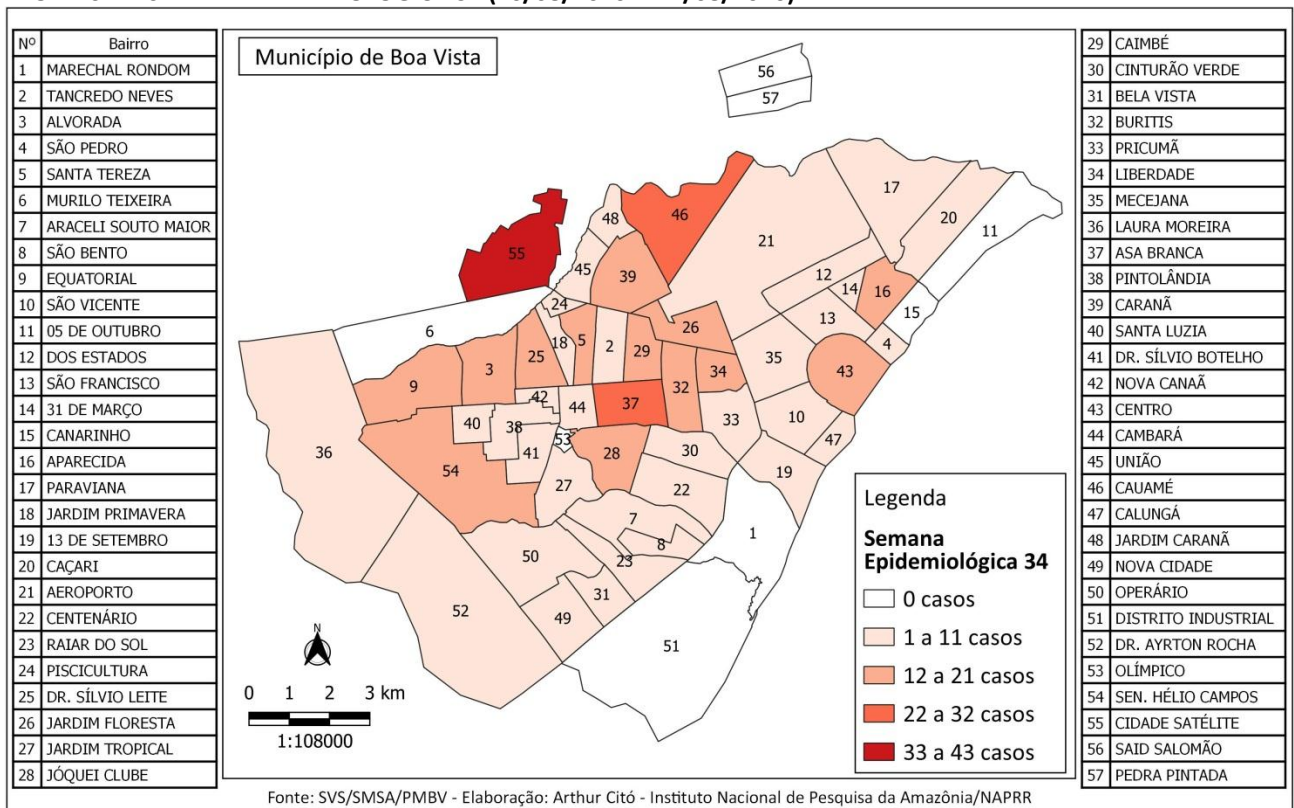 Nº Bairro
1 MARECHAL RONDOM
2 TANCREDO NEVES
3 ALVORADA
4 SÃO PEDRO
5 SANTA TEREZA
6 MURILO TEIXEIRA
7 ARACELI SOUTO MAIOR
8 SÃO BENTO
9 EQUATORIAL
10 SÃO VICENTE
11 05 DE OUTUBRO
12 DOS ESTADOS
13 SÃO FRANCISCO
14 31 DE MARÇO
15 CANARINHO
16 APARECIDA
17 PARAVIANA
18 JARDIM PRIMAVERA
19 13 DE SETEMBRO
20 CAÇARI
21 AEROPORTO
22 CENTENÁRIO
23 RAIAR DO SOL
24 PISCICULTURA
25 DR. SÍLVIO LEITE
26 JARDIM FLORESTA
27 JARDIM TROPICAL
28 JÓQUEI CLUBE
Município de Boa Vista
56
57
17
48
46
20
11
21
55
45
39
12
14
16
24
15
13
6
26
4
18
5
2
29
35
25
34
43
3
32
9
42
44
37
10
40
38
33
53
47
36
41
28
30
54
19
27
22
7
1
8
50
23
31
52
49
51
N
0 1 2 3 km
1:108000
Legenda
Semana
Epidemiológica 34
0 casos
1 a 11 casos
12 a 21 casos
22 a 32 casos
33 a 43 casos
29 CAIMBÉ
30 CINTURÃO VERDE
31 BELA VISTA
32 BURITIS
33 PRICUMÃ
34 LIBERDADE
35 MECEJANA
36 LAURA MOREIRA
37 ASA BRANCA
38 PINTOLÂNDIA
39 CARANÃ
40 SANTA LUZIA
41 DR. SÍLVIO BOTELHO
42 NOVA CANAÃ
43 CENTRO
44 CAMBARÁ
45 UNIÃO
46 CAUAMÉ
47 CALUNGÁ
48 JARDIM CARANÃ
49 NOVA CIDADE
50 OPERÁRIO
51 DISTRITO INDUSTRIAL
52 DR. AYRTON ROCHA
53 OLÍMPICO
54 SEN. HÉLIO CAMPOS
55 CIDADE SATÉLITE
56 SAID SALOMÃO
57 PEDRA PINTADA
Fonte: SVS/SMSA/PMBV - Elaboração: Arthur Citó - Instituto Nacional de Pesquisa da Amazônia/NAPRR